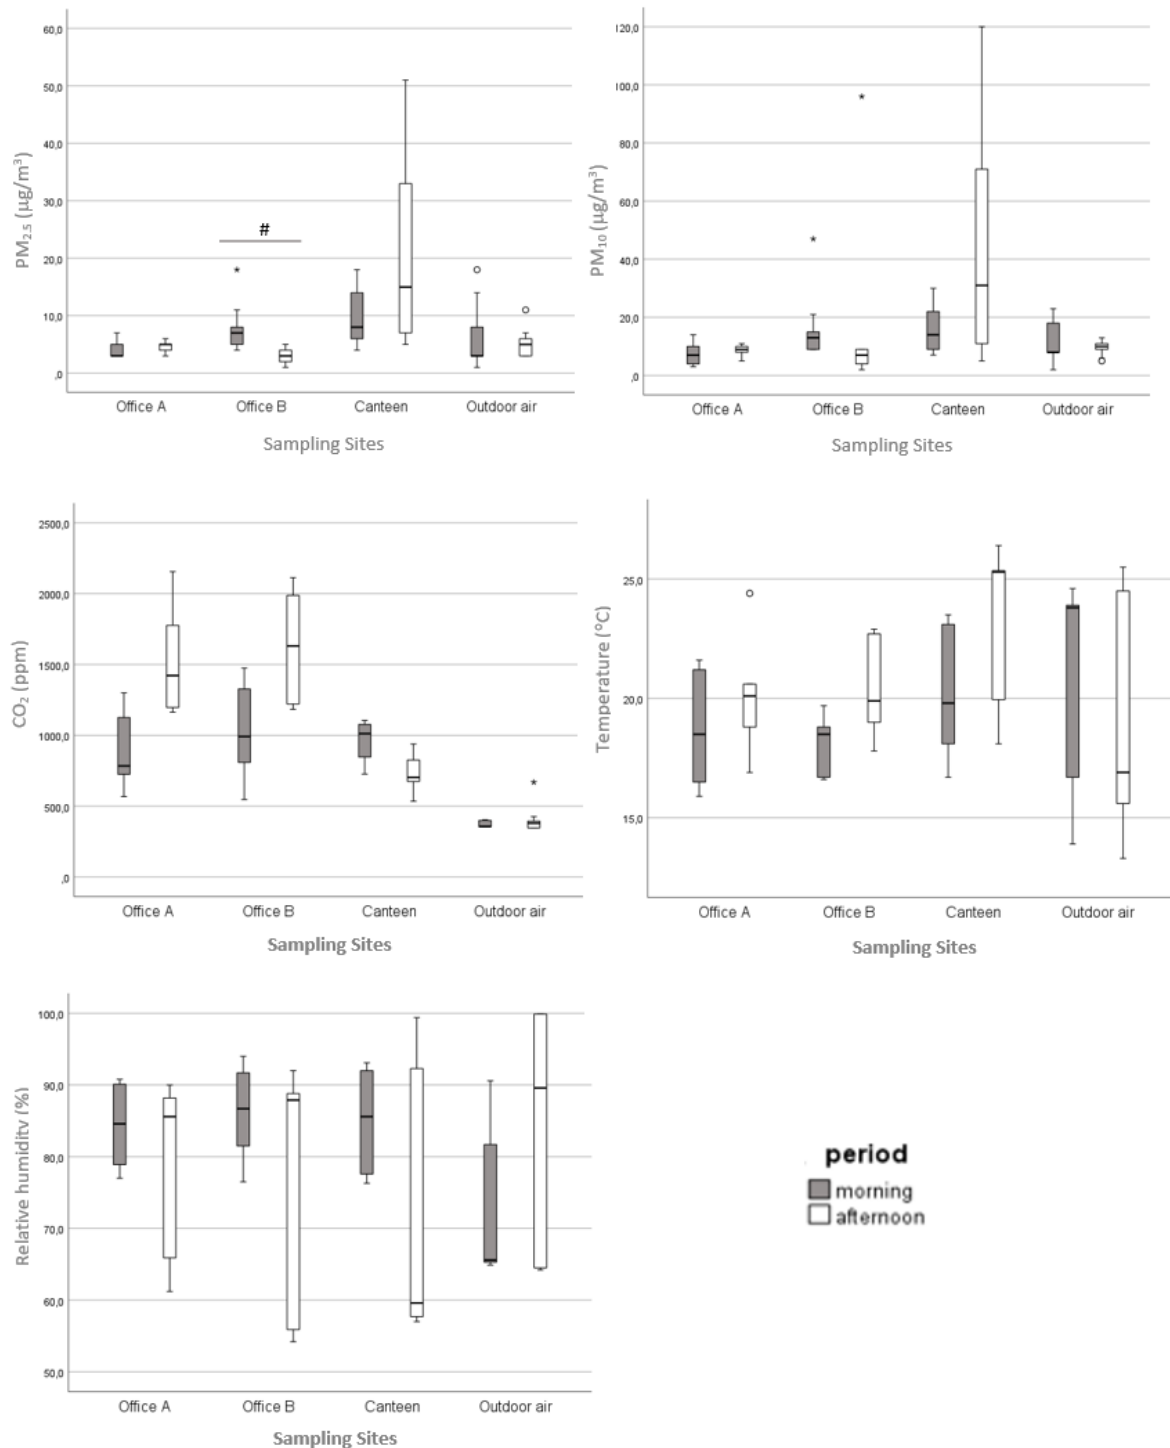 60,0
50,0
40,0
30,0
20,0
10,0
,0
PM2.5 (μg/m³)
#
*
Office A Office B Canteen Outdoor air
Sampling Sites
120,0
100,0
80,0
60,0
40,0
20,0
,0
PM10 (μg/m³)
*
*
Office A Office B Canteen Outdoor air
Sampling Sites
2500,0
2000,0
1500,0
1000,0
500,0
,0
CO2 (ppm)
*
Office A Office B Canteen Outdoor air
Sampling Sites
25,0
20,0
15,0
Temperature (°C)
Office A Office B Canteen Outdoor air
Sampling Sites
100,0
90,0
80,0
70,0
60,0
50,0
Relative humidity (%)
Office A Office B Canteen Outdoor air
Sampling Sites
period
morning
afternoon